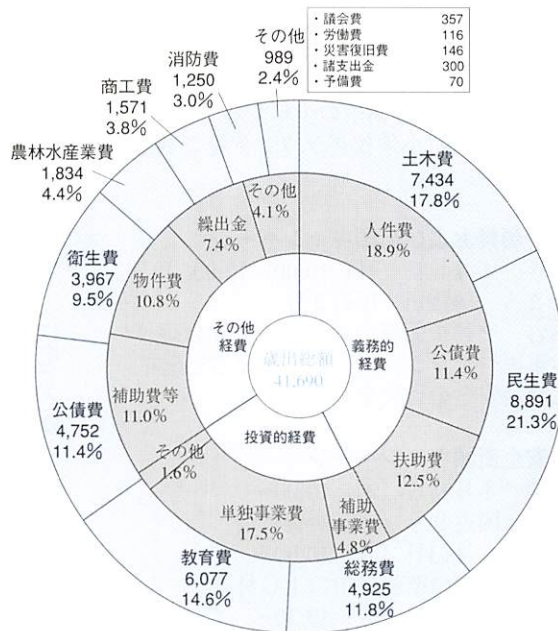 ・議会費 357
・労働費 116
・災害復旧費 146
・諸支出金 300
・予備費 70
その他
989
2.4%
消防費
1,250
3.0%
商工費
1,571
3.8%
農林水産業費
1,834
4.4%
衛生費
3,967
9.5%
公債費
4,752
11.4%
教育費
6,077
14.6%
総務費
4,925
11.8%
民生費
8,891
21.3%
土木費
7,434
17.8%
人件費
18.9%
公債費
11.4%
扶助費
12.5%
補助
事業費
4.8%
単独事業費
17.5%
その他
1.6%
補助費等
11.0%
物件費
10.8%
繰出金
7.4%
その他
4.1%
その他
経費
義務的
経費
投資的経費
歳出総額
41,690